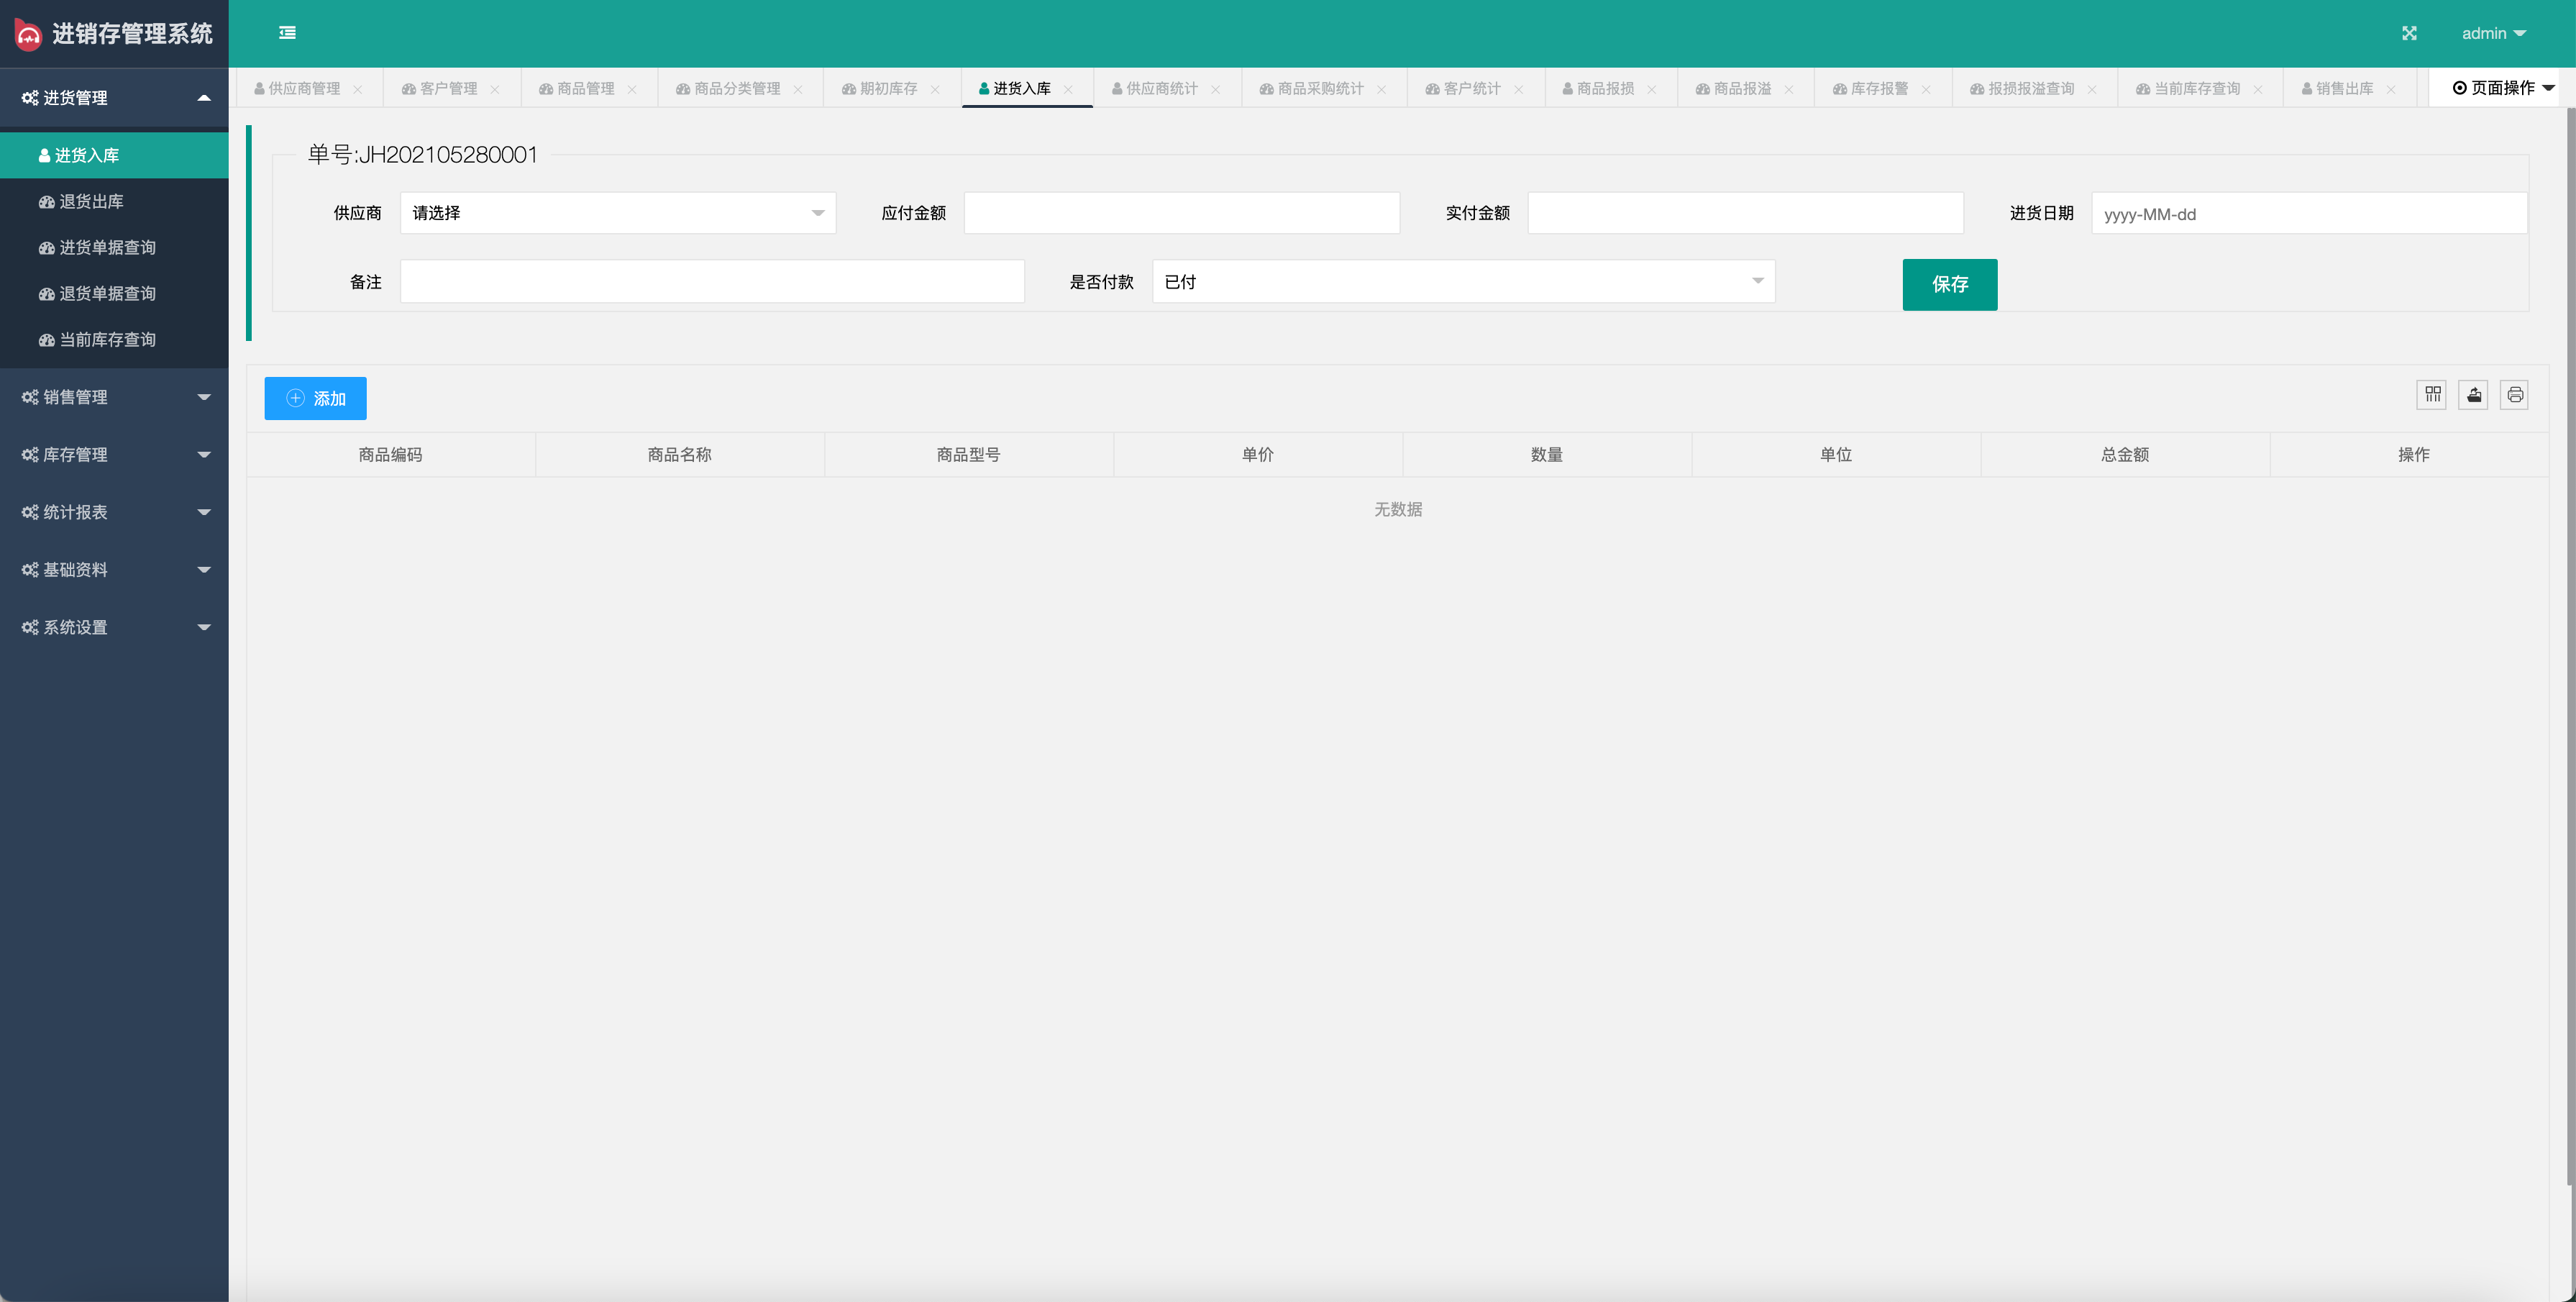 进销存管理系统
admin
进货管理
进货入库
退货出库
进货单据查询
退货单据查询
当前库存查询
销售管理
库存管理
统计报表
基础资料
系统设置
供应商管理 客户管理 商品管理 商品分类管理 期初库存 进货入库 供应商统计 商品采购统计 客户统计 商品报损 商品报溢 库存报警 报损报溢查询 当前库存查询 销售出库 页面操作
单号:JH202105280001
供应商 请选择 应付金额 实付金额 进货日期 yyyy-MM-dd
备注 是否付款 已付 保存
添加
商品编码 商品名称 商品型号 单价 数量 单位 总金额 操作
无数据